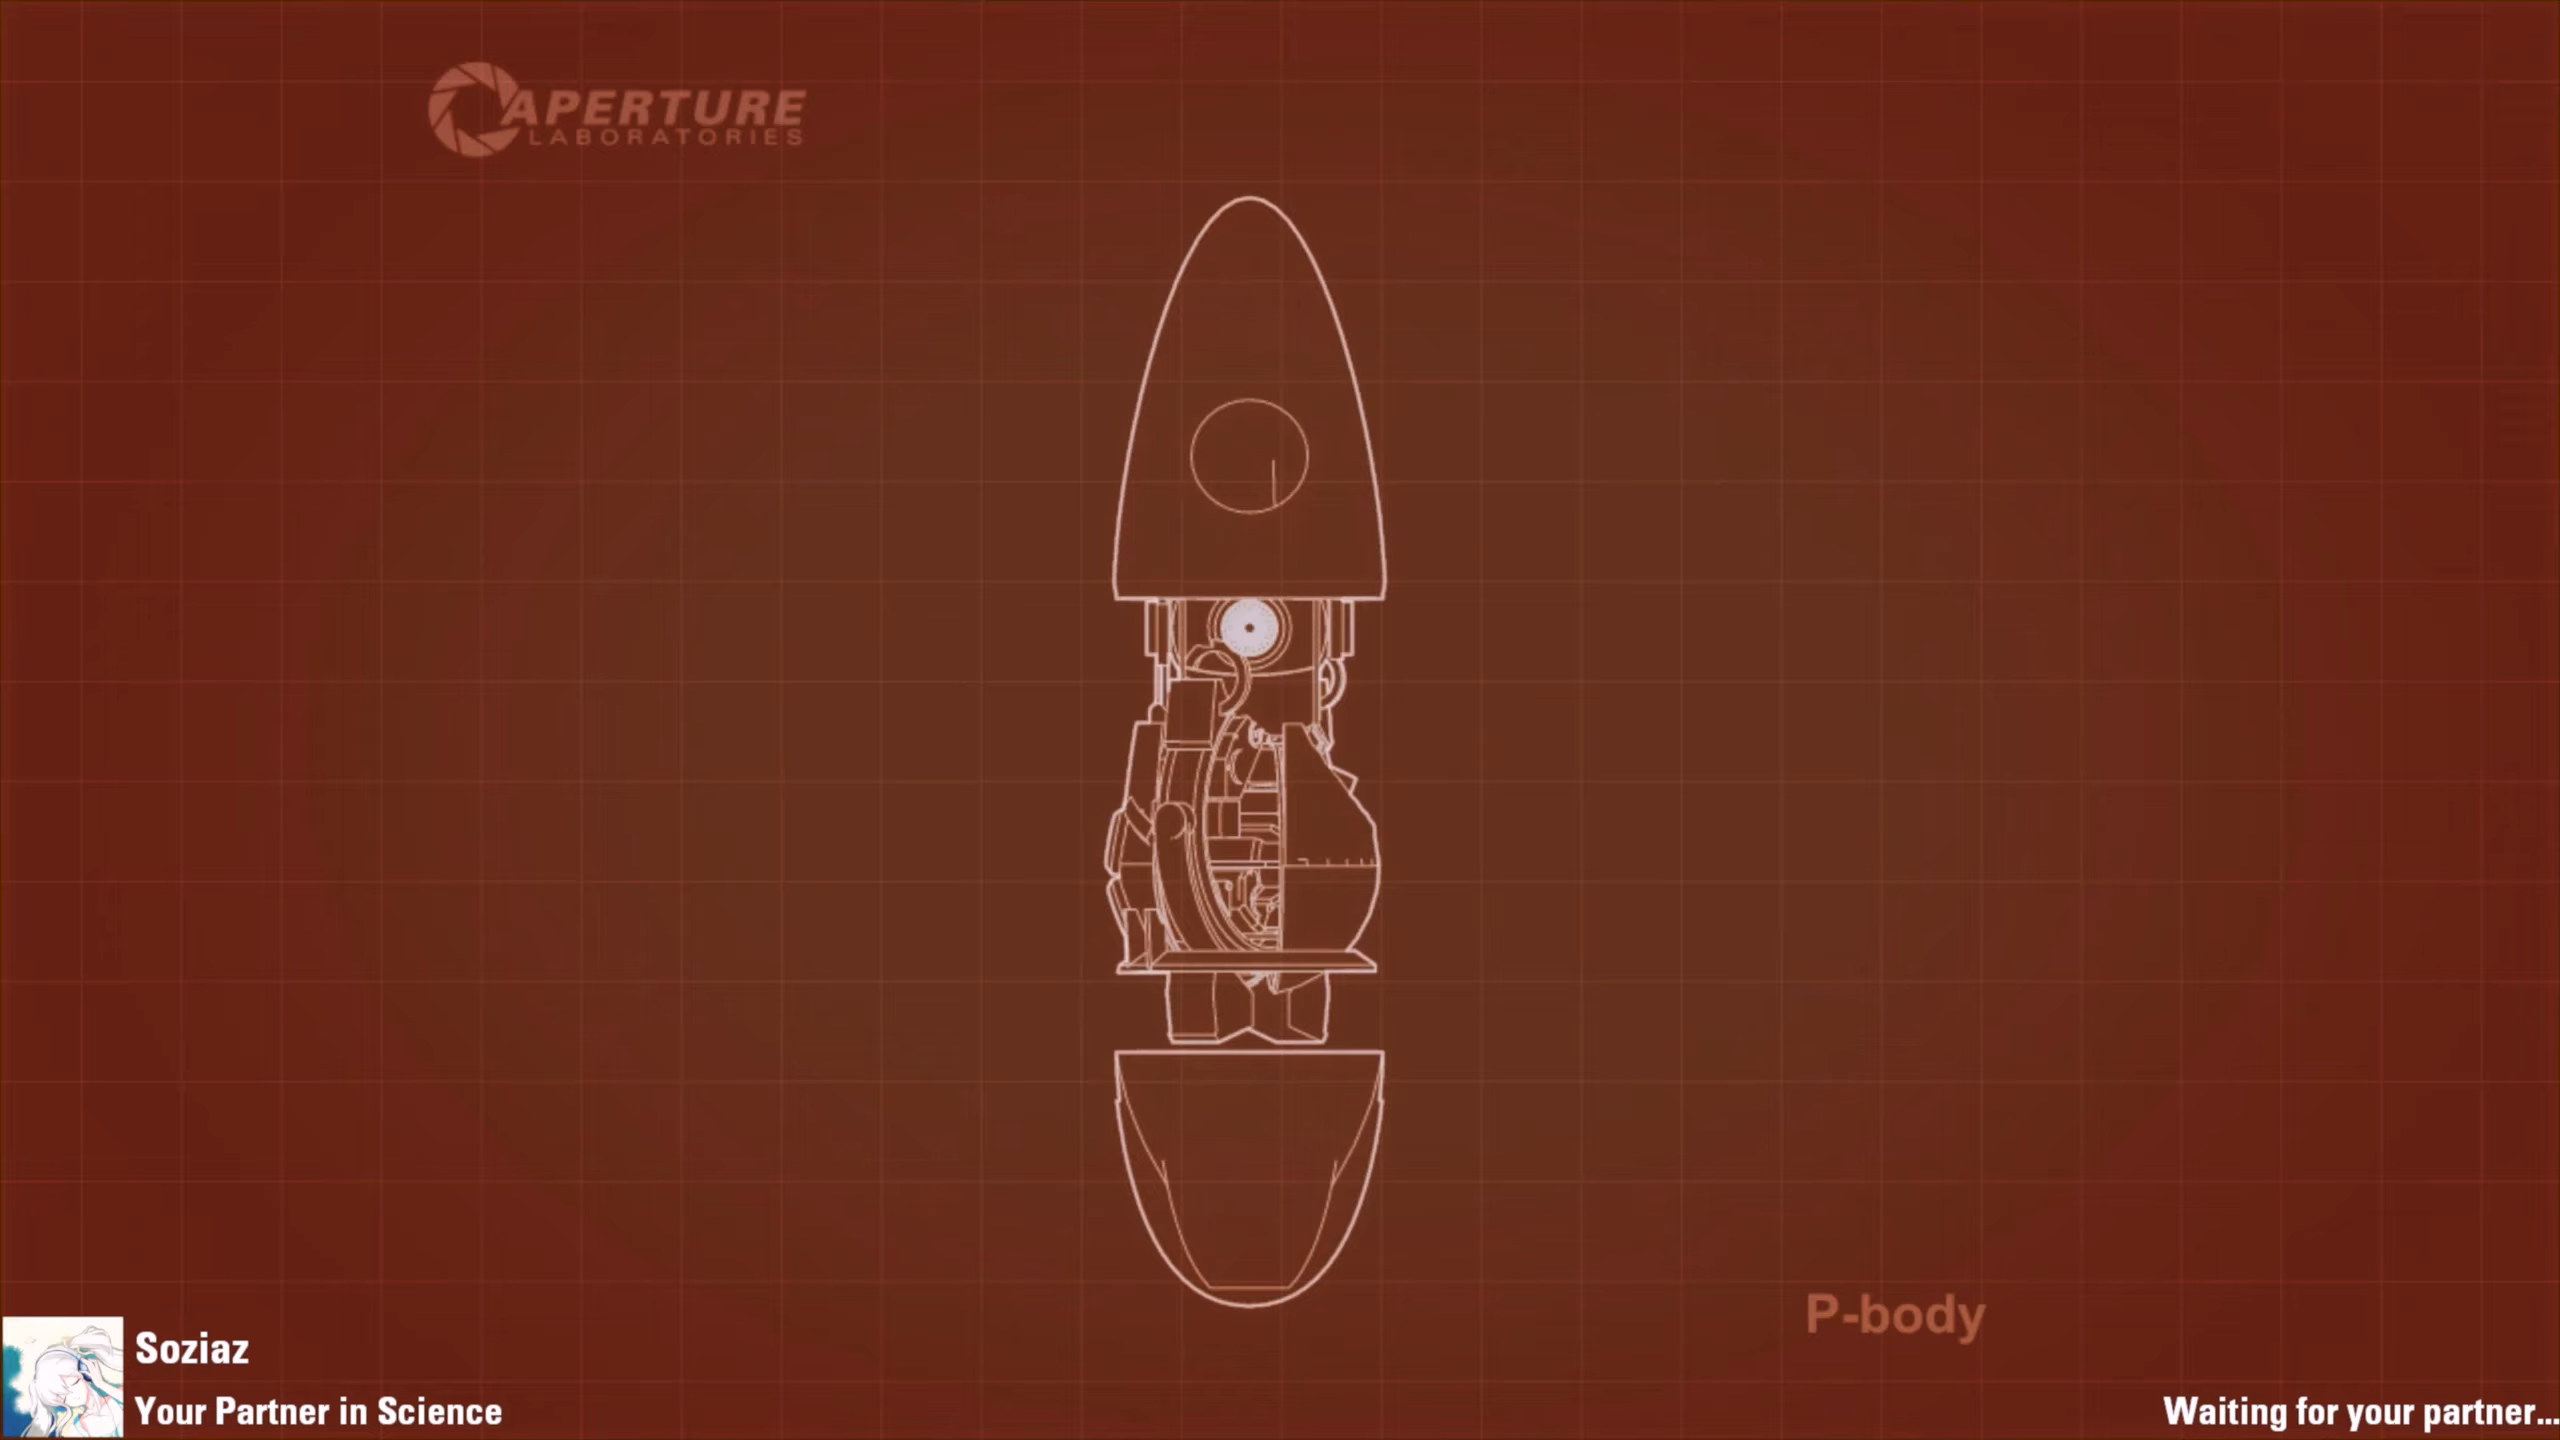 APERTURE
LABORATORIES
P-body
Soziaz
Your Partner in Science
Waiting for your partner...